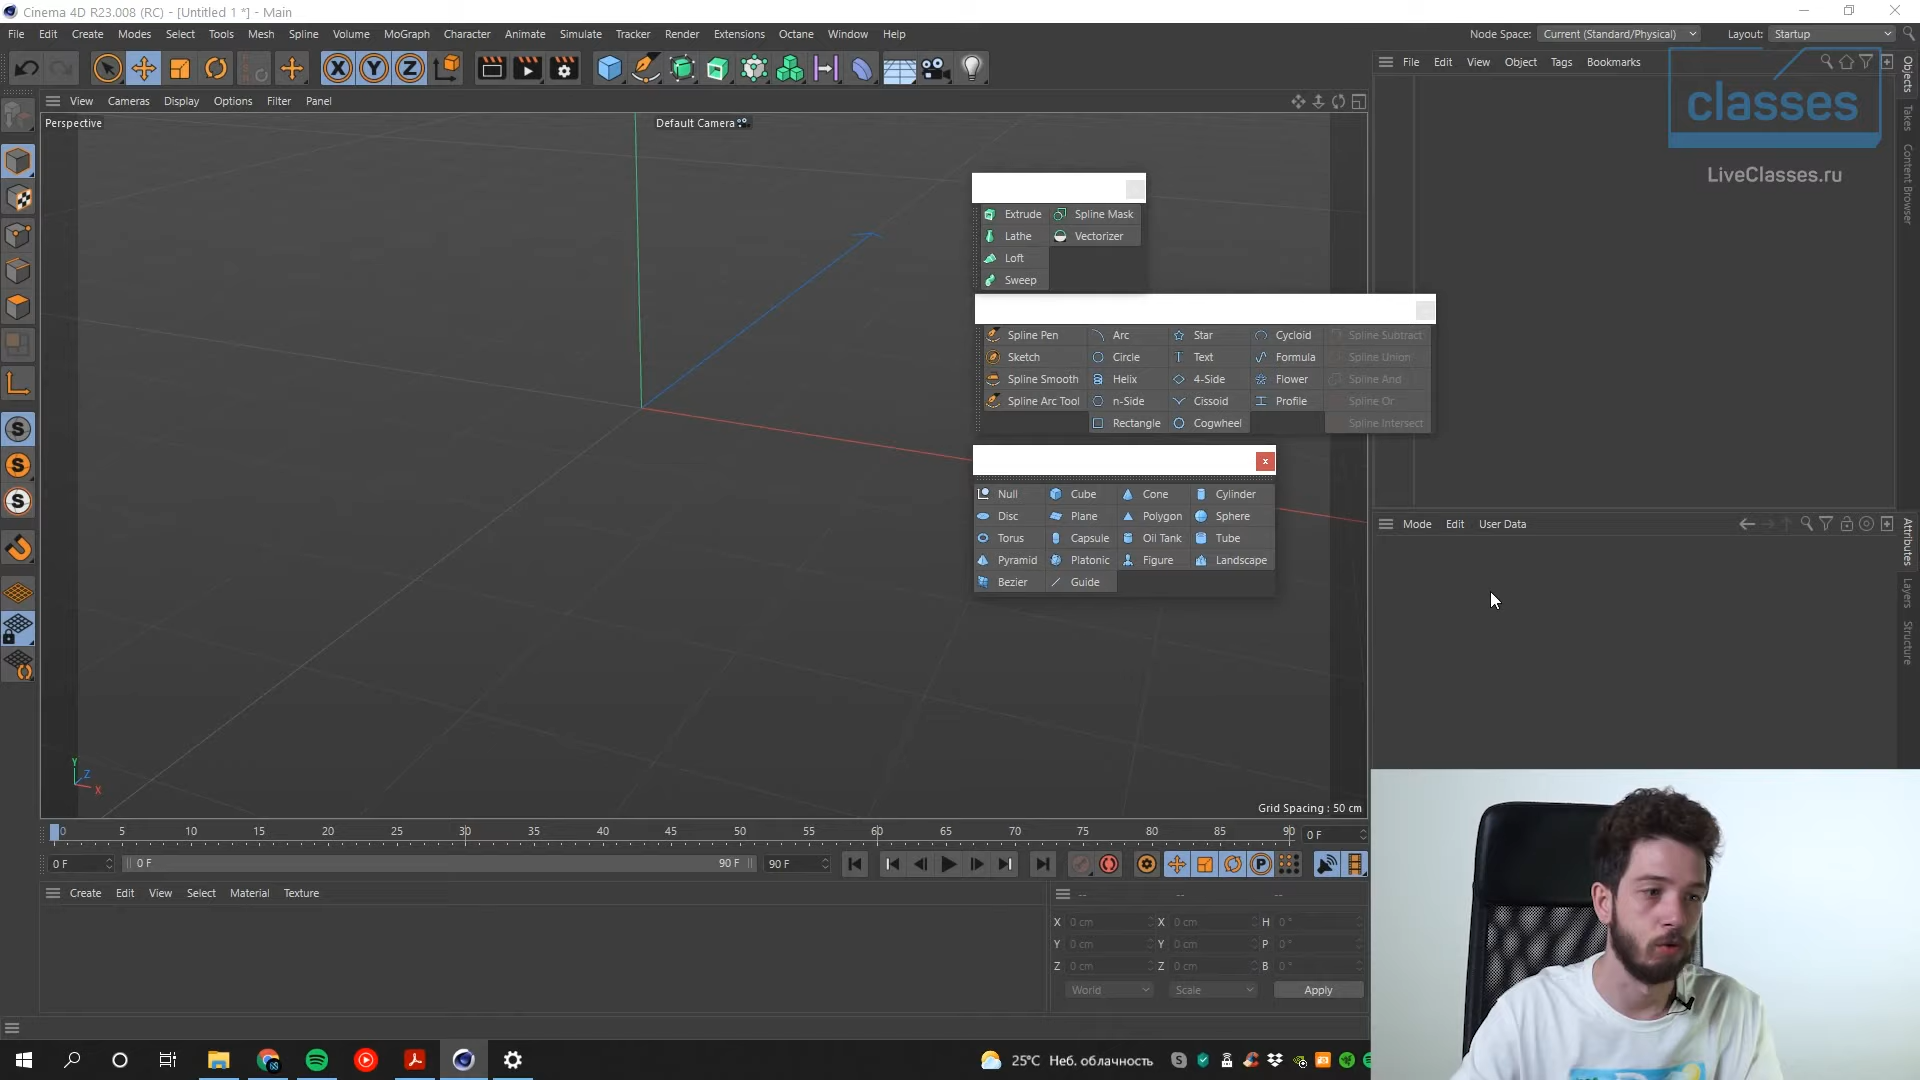 Cinema 4D R23.008 (RC) - [Untitled 1 *] - Main
File Edit Create Modes Select Tools Mesh Spline Volume MoGraph Character Animate Simulate Tracker Render Extensions Octane Window Help
Node Space: Current (Standard/Physical) Layout: Startup
X Y Z
File Edit View Object Tags Bookmarks
classes
LiveClasses.ru
Objects
Takes
Content Browser
View Cameras Display Options Filter Panel
Perspective
Default Camera
Extrude Spline Mask
Lathe Vectorizer
Loft
Sweep
Spline Pen Arc Star Cycloid Spline Subtract
Sketch Circle Text Formula Spline Union
Spline Smooth Helix 4-Side Flower Spline And
Spline Arc Tool n-Side Cissoid Profile Spline Or
Rectangle Cogwheel Spline Intersect
Null Cube Cone Cylinder
Disc Plane Polygon Sphere
Torus Capsule Oil Tank Tube
Pyramid Platonic Figure Landscape
Bezier Guide
Mode Edit User Data
Attributes
Layers
Structure
Y
Z
X
Grid Spacing : 50 cm
0 5 10 15 20 25 30 35 40 45 50 55 60 65 70 75 80 85 90 0 F
0 F 0 F 90 F 90 F
Create Edit View Select Material Texture
-- -- --
X 0 cm X 0 cm H 0 °
Y 0 cm Y 0 cm P 0 °
Z 0 cm Z 0 cm B 0 °
World Scale Apply
25°C Неб. облачность